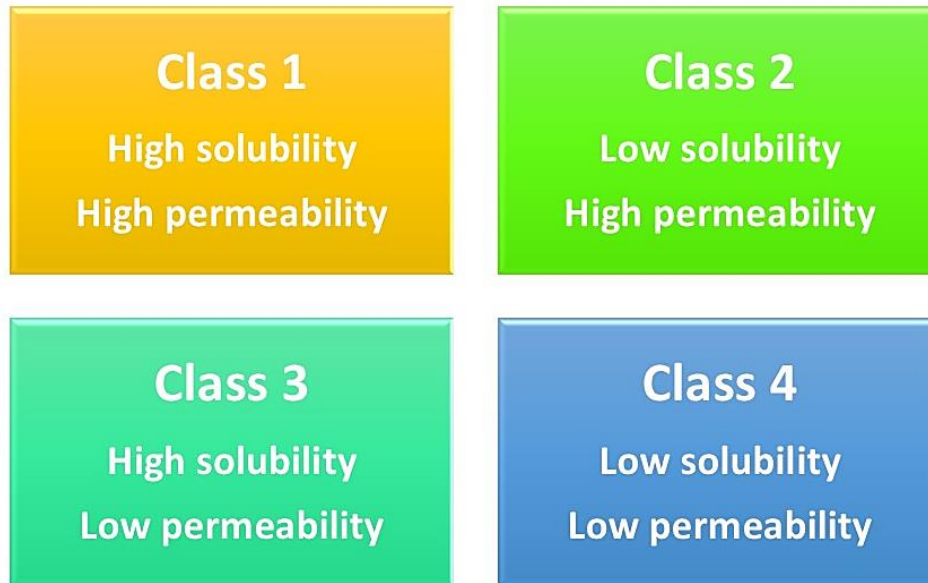 Class 1
High solubility
High permeability
Class 2
Low solubility
High permeability
Class 3
High solubility
Low permeability
Class 4
Low solubility
Low permeability